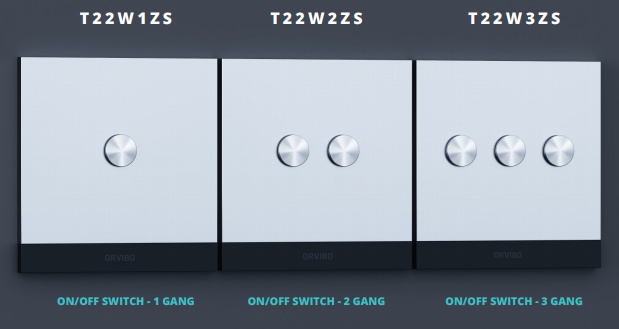 T22W1ZS
T22W2ZS
T22W3ZS
ORVIBO
ORVIBO
ORVIBO
ON/OFF SWITCH - 1 GANG
ON/OFF SWITCH - 2 GANG
ON/OFF SWITCH - 3 GANG